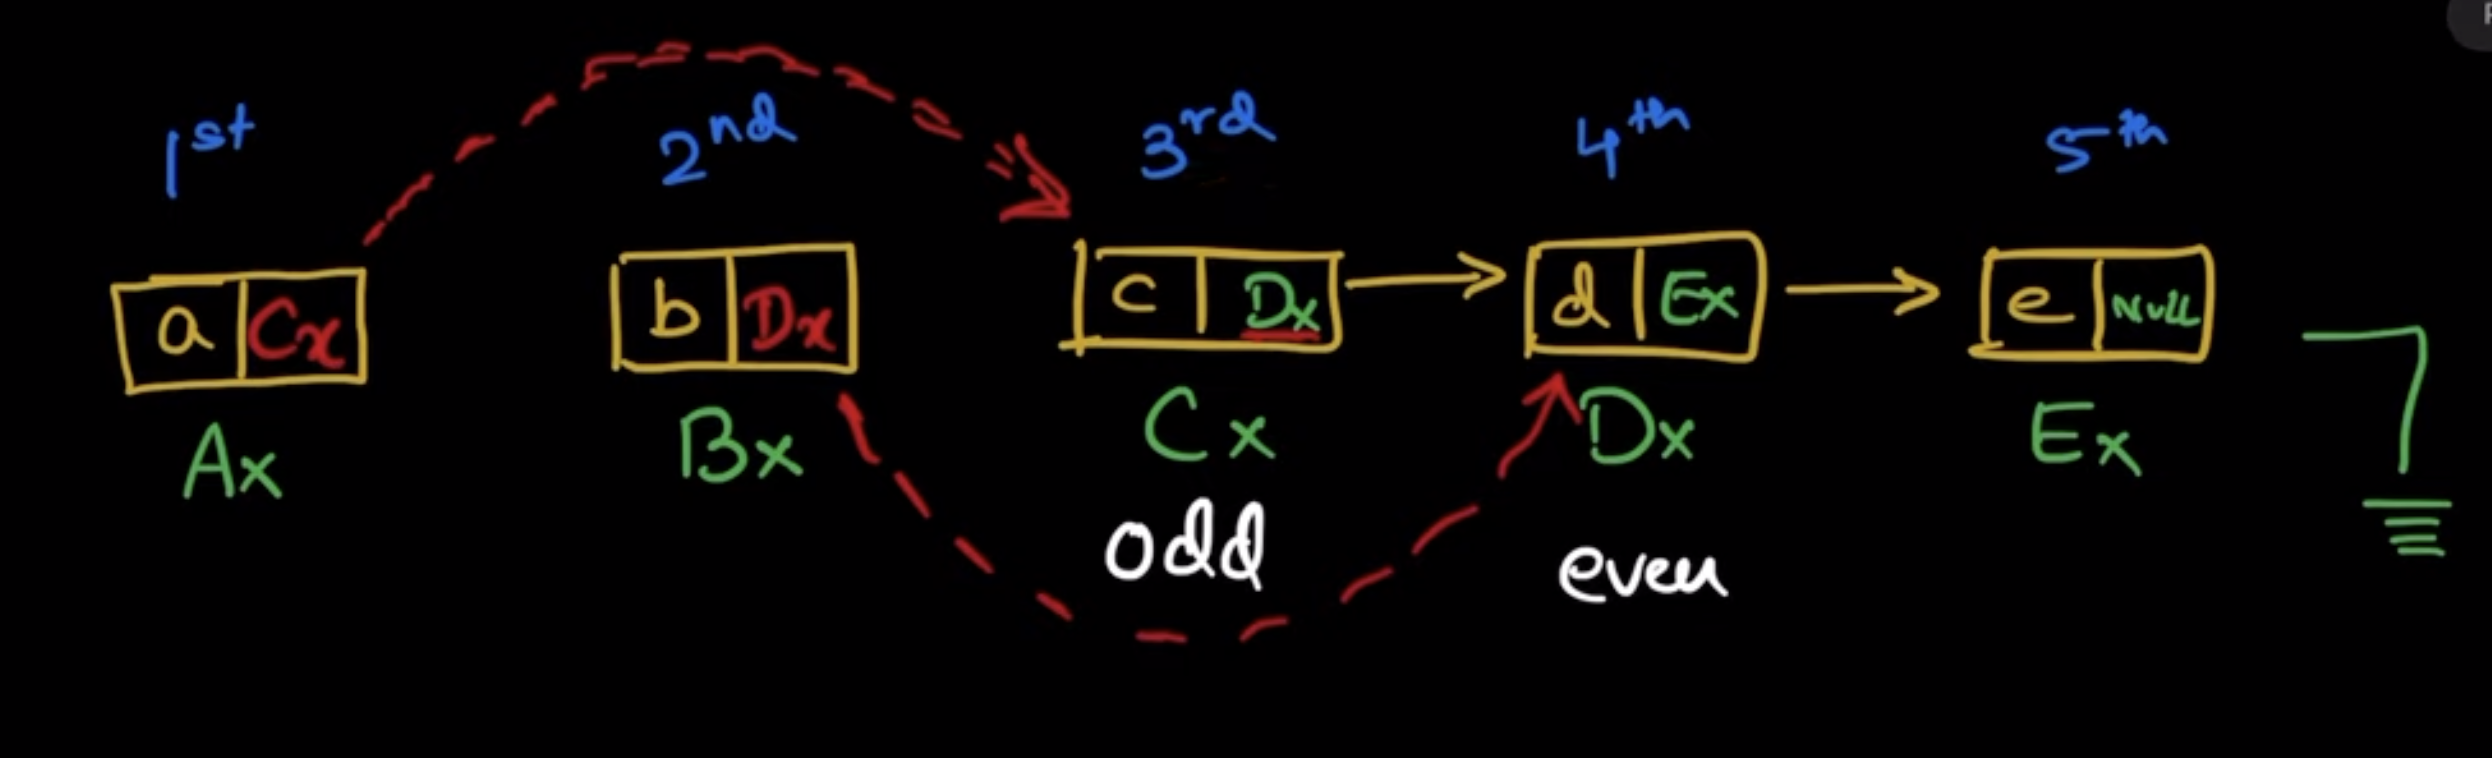 1st 2nd 3rd 4th 5th
a Cx b Dx c Dx d Ex e NULL
Ax Bx Cx Dx Ex
odd even